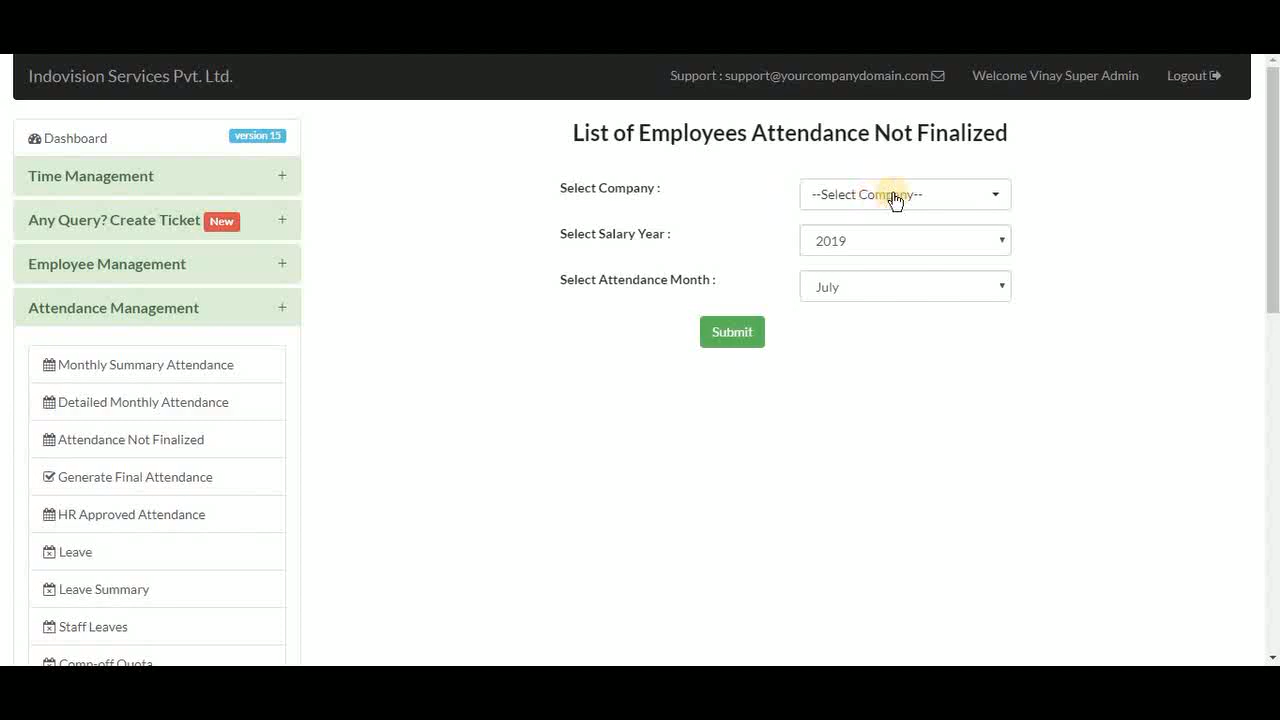 Indovision Services Pvt. Ltd.
Support : support@yourcompanydomain.com
Welcome Vinay Super Admin
Logout
Dashboard
version 15
Time Management +
Any Query? Create Ticket New +
Employee Management +
Attendance Management +
Monthly Summary Attendance
Detailed Monthly Attendance
Attendance Not Finalized
Generate Final Attendance
HR Approved Attendance
Leave
Leave Summary
Staff Leaves
Comp-off Quota
List of Employees Attendance Not Finalized
Select Company :
--Select Company--
Select Salary Year :
2019
Select Attendance Month :
July
Submit